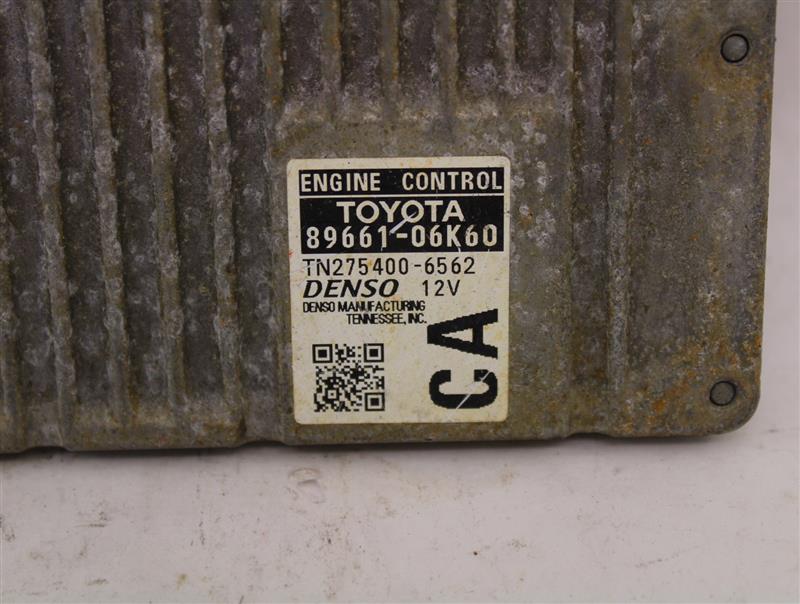 ENGINE CONTROL
TOYOTA
89661-06K60
TN275400-6562
DENSO 12V
DENSO MANUFACTURING
TENNESSEE, INC.
CA